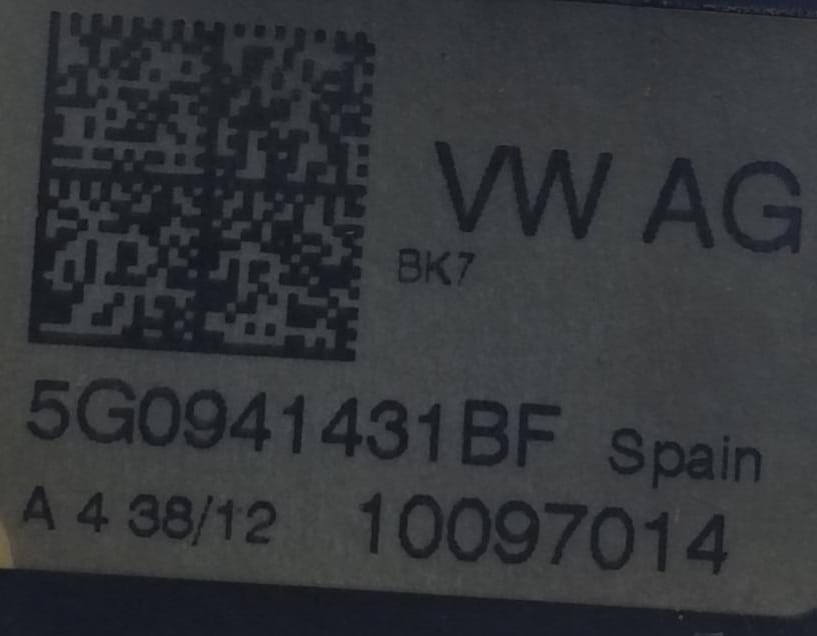 VW AG
BK7
5G0941431BF Spain
A 4 38/12 10097014